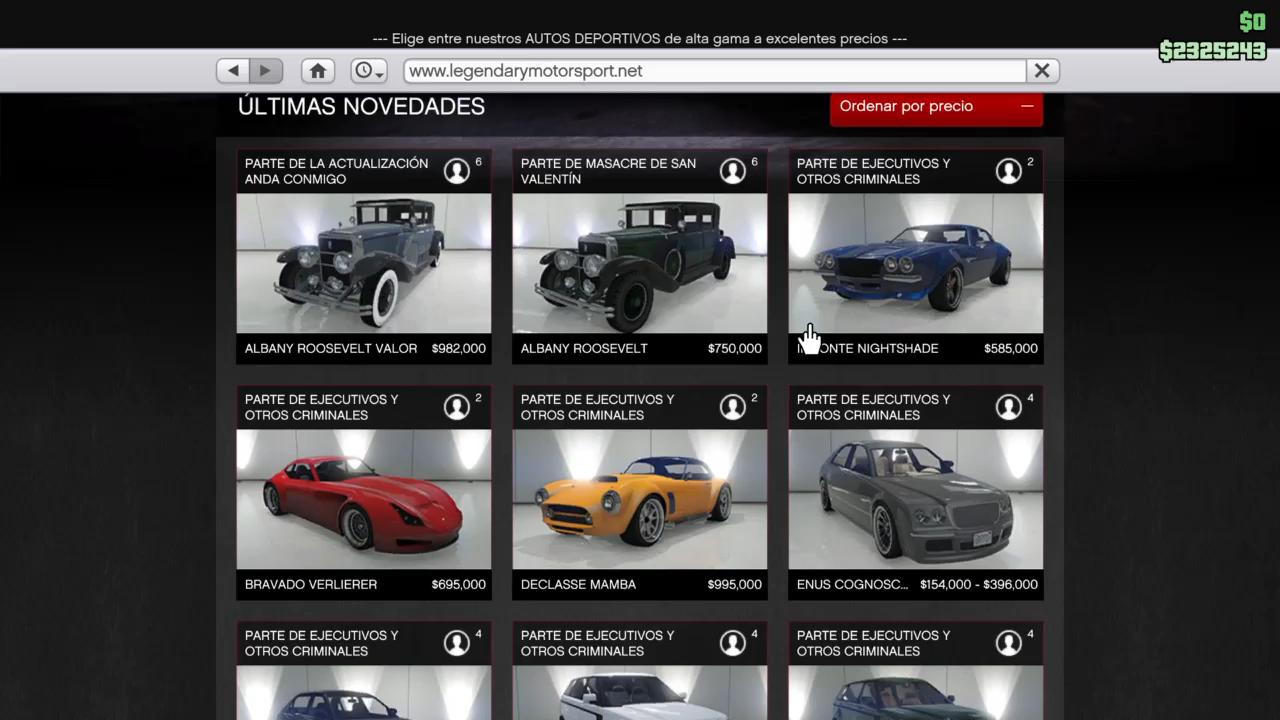 $0
--- Elige entre nuestros AUTOS DEPORTIVOS de alta gama a excelentes precios ---
$2325243
www.legendarymotorsport.net
ÚLTIMAS NOVEDADES
Ordenar por precio
PARTE DE LA ACTUALIZACIÓN
ANDA CONMIGO
6
PARTE DE MASACRE DE SAN
VALENTÍN
6
PARTE DE EJECUTIVOS Y
OTROS CRIMINALES
2
ALBANY ROOSEVELT VALOR $982,000
ALBANY ROOSEVELT $750,000
NIGHTSHADE $585,000
PARTE DE EJECUTIVOS Y
OTROS CRIMINALES
2
PARTE DE EJECUTIVOS Y
OTROS CRIMINALES
2
PARTE DE EJECUTIVOS Y
OTROS CRIMINALES
4
BRAVADO VERLIERER $695,000
DECLASSE MAMBA $995,000
ENUS COGNOSC... $154,000 - $396,000
PARTE DE EJECUTIVOS Y
OTROS CRIMINALES
4
PARTE DE EJECUTIVOS Y
OTROS CRIMINALES
4
PARTE DE EJECUTIVOS Y
OTROS CRIMINALES
4